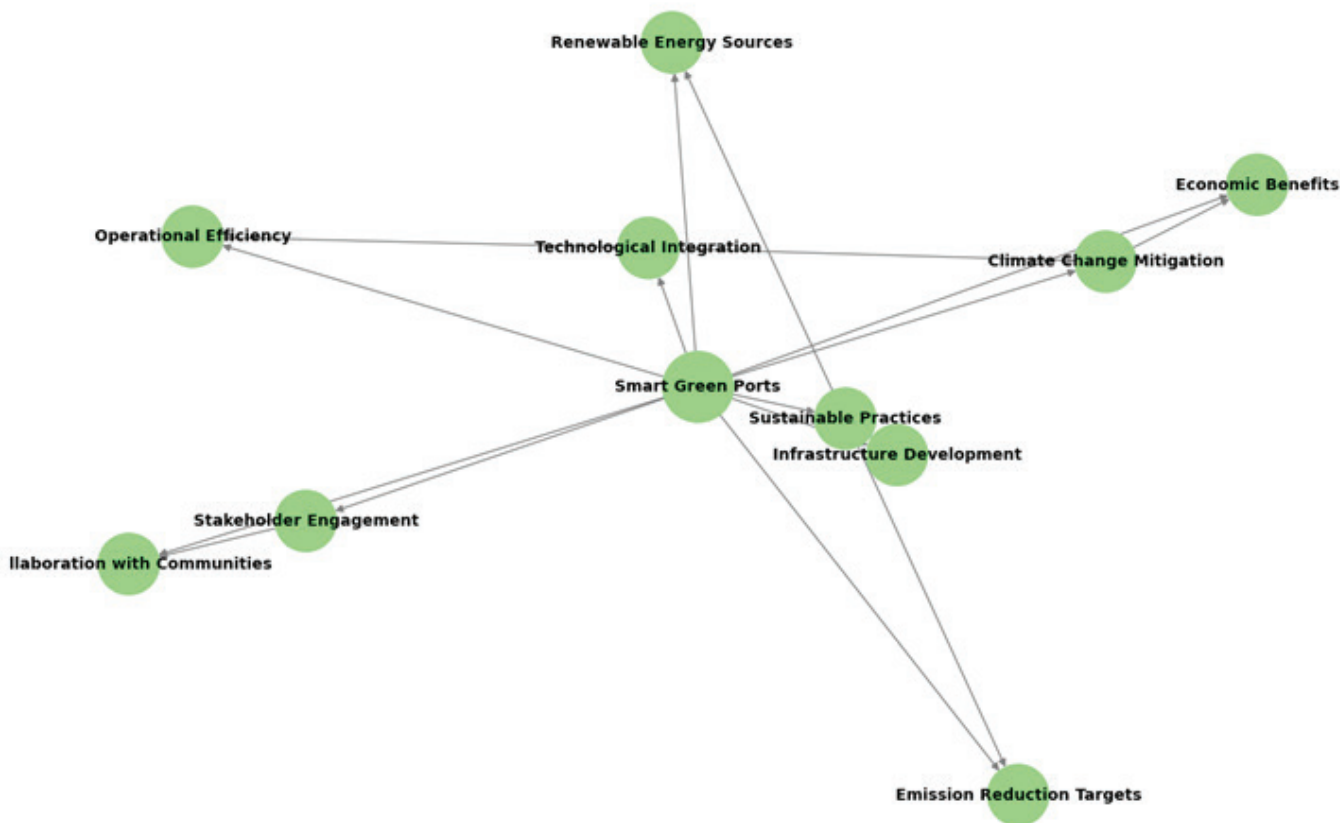 Renewable Energy Sources
Economic Benefits
Operational Efficiency
Technological Integration
Climate Change Mitigation
Smart Green Ports
Sustainable Practices
Infrastructure Development
Stakeholder Engagement
llaboration with Communities
Emission Reduction Targets